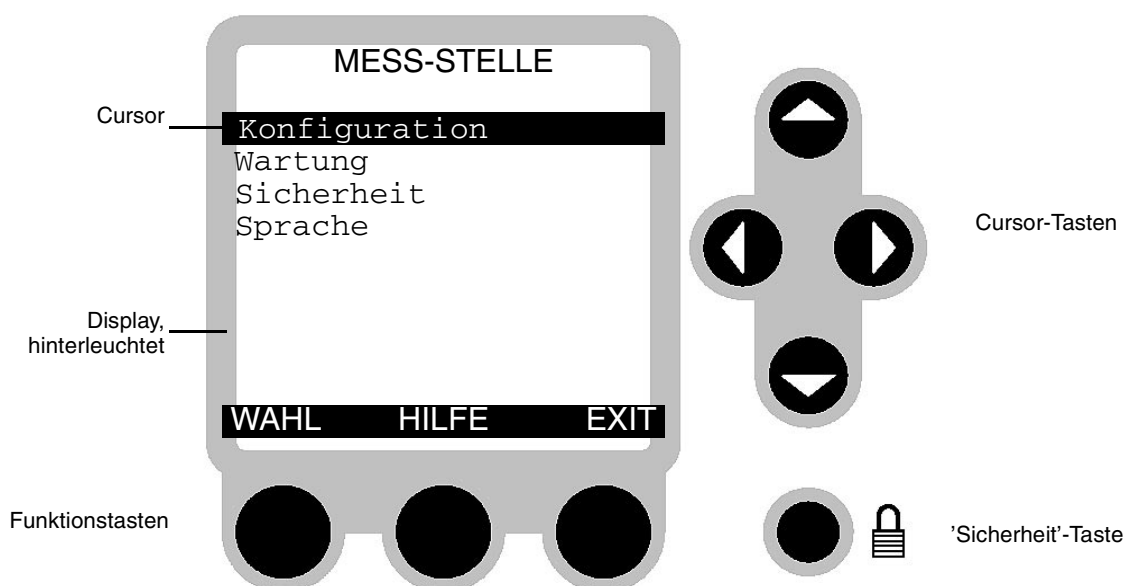 MESS-STELLE
Cursor
Konfiguration
Wartung
Sicherheit
Sprache
Cursor-Tasten
Display,
hinterleuchtet
WAHL HILFE EXIT
Funktionstasten
’Sicherheit’-Taste